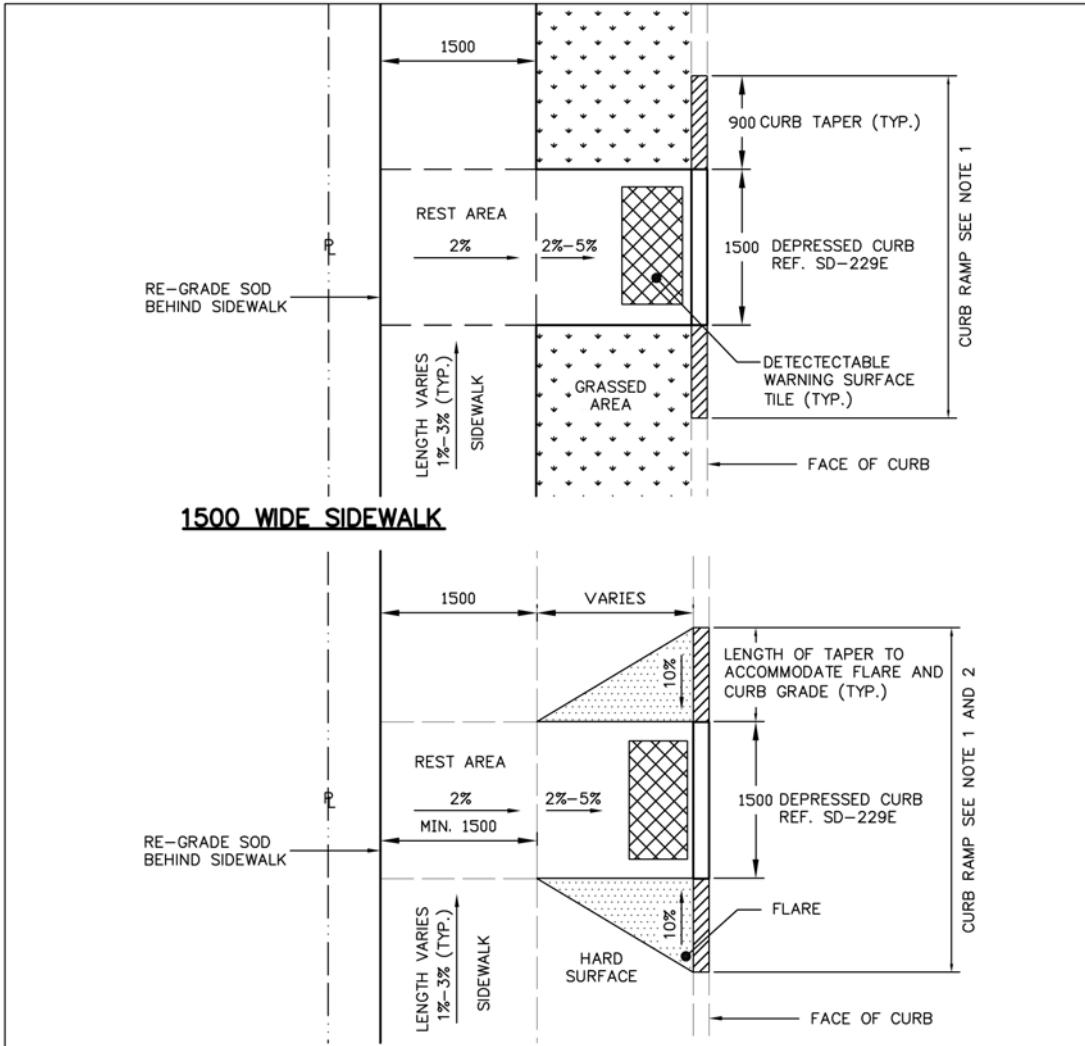 1500
900 CURB TAPER (TYP.)
CURB RAMP SEE NOTE 1
REST AREA
2%
2%-5%
1500 DEPRESSED CURB
REF. SD-229E
℄
RE-GRADE SOD
BEHIND SIDEWALK
LENGTH VARIES
1%-3% (TYP.)
SIDEWALK
GRASSED
AREA
DETECTECTABLE
WARNING SURFACE
TILE (TYP.)
FACE OF CURB
1500 WIDE SIDEWALK
1500
VARIES
10%
LENGTH OF TAPER TO
ACCOMMODATE FLARE AND
CURB GRADE (TYP.)
CURB RAMP SEE NOTE 1 AND 2
REST AREA
2%
2%-5%
MIN. 1500
1500 DEPRESSED CURB
REF. SD-229E
RE-GRADE SOD
BEHIND SIDEWALK
LENGTH VARIES
1%-3% (TYP.)
SIDEWALK
10%
FLARE
HARD
SURFACE
FACE OF CURB